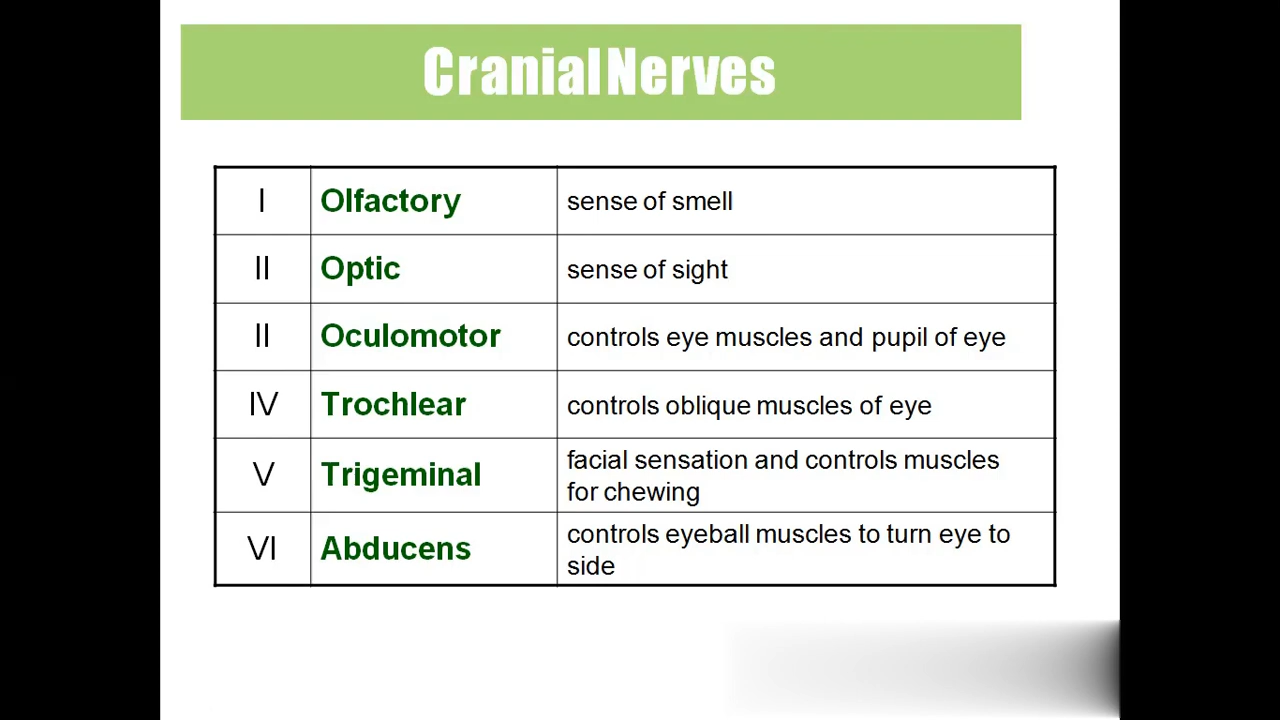 Cranial Nerves
I Olfactory sense of smell
II Optic sense of sight
II Oculomotor controls eye muscles and pupil of eye
IV Trochlear controls oblique muscles of eye
V Trigeminal facial sensation and controls muscles
for chewing
VI Abducens controls eyeball muscles to turn eye to
side